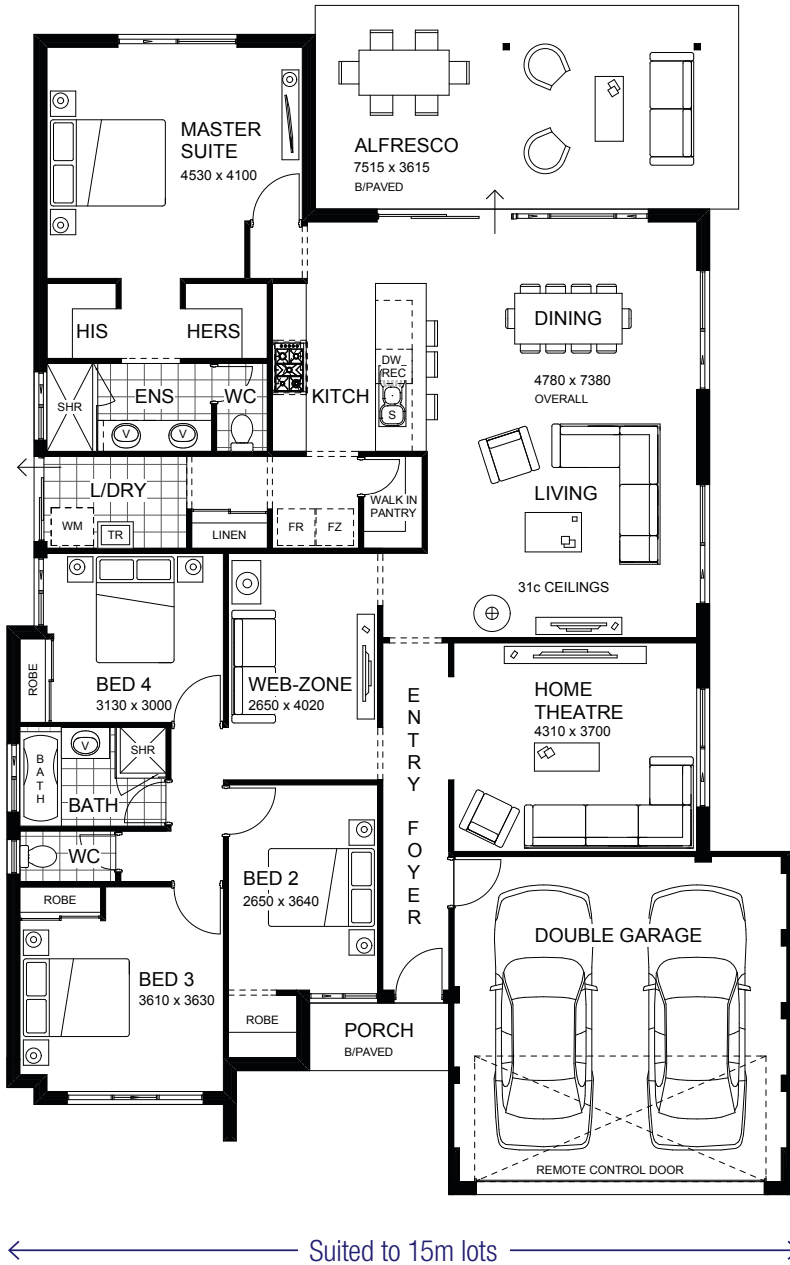 MASTER
SUITE
4530 x 4100
ALFRESCO
7515 x 3615
B/PAVED
HIS
HERS
DINING
4780 x 7380
OVERALL
DW
REC
S
KITCH
SHR
ENS
WC
V
V
L/DRY
WM
TR
LINEN
FR
FZ
WALK IN
PANTRY
LIVING
31c CEILINGS
ROBE
BED 4
3130 x 3000
WEB-ZONE
2650 x 4020
ENTRY FOYER
HOME
THEATRE
4310 x 3700
BATH
V
SHR
BATH
WC
ROBE
BED 3
3610 x 3630
BED 2
2650 x 3640
ROBE
PORCH
B/PAVED
DOUBLE GARAGE
REMOTE CONTROL DOOR
Suited to 15m lots